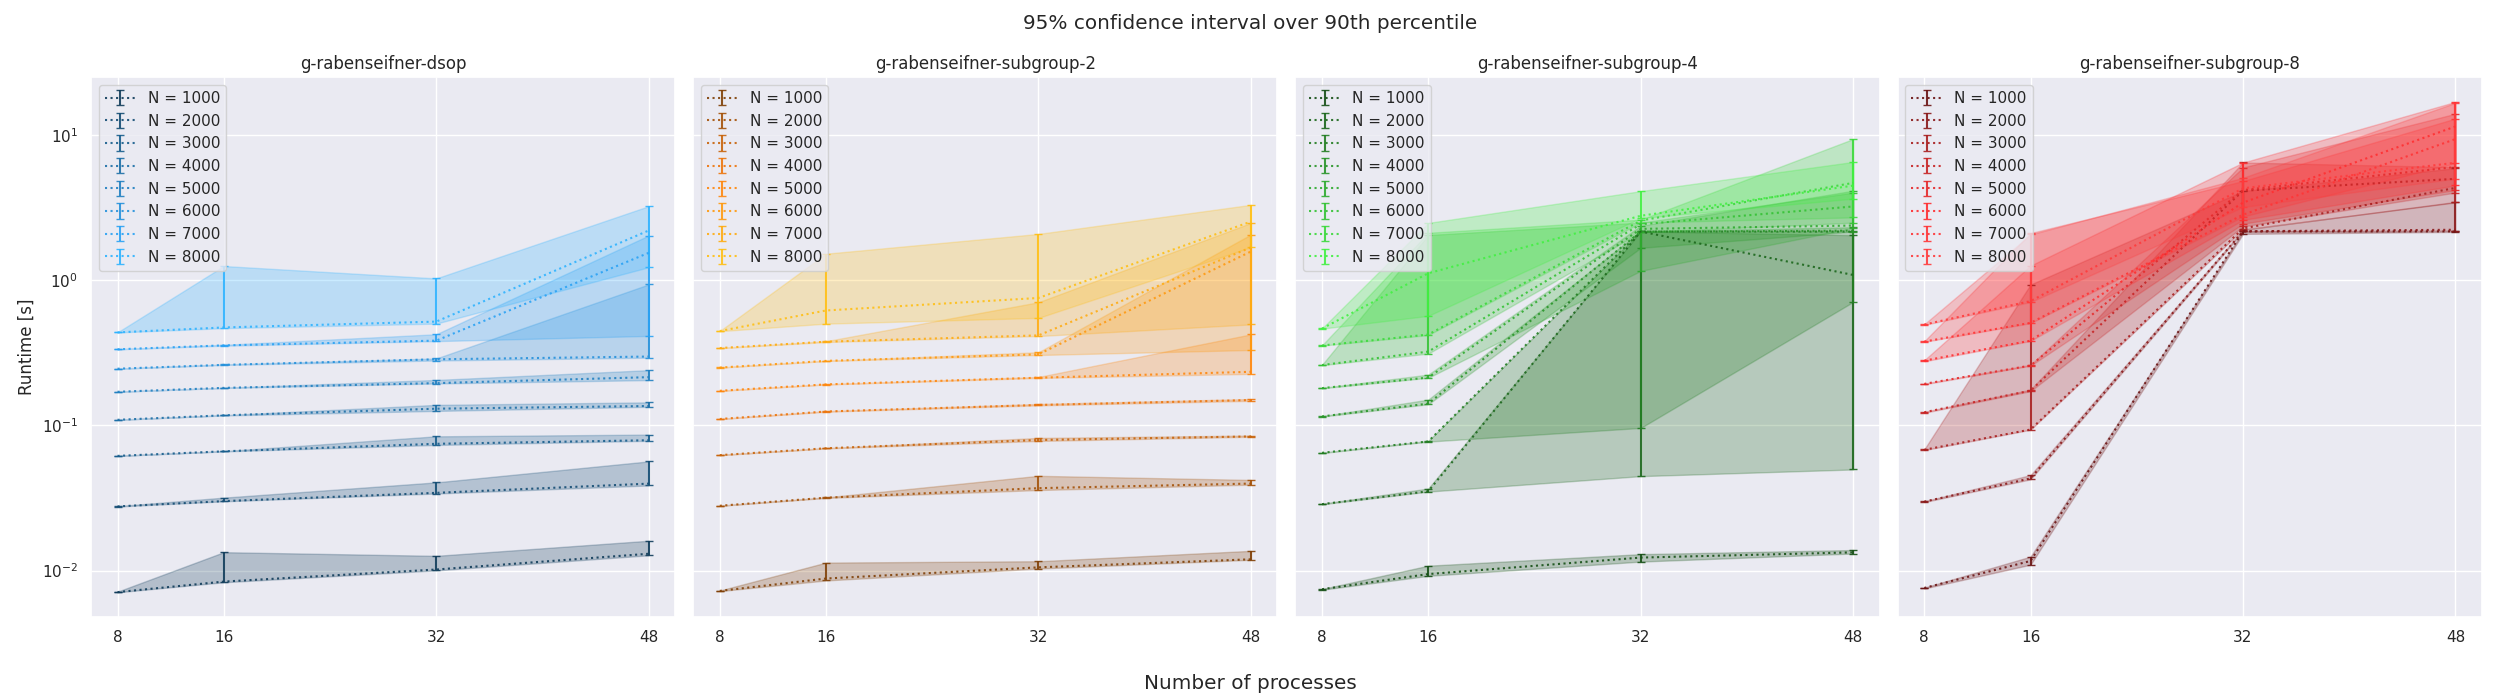 95% confidence interval over 90th percentile
g-rabenseifner-dsop
g-rabenseifner-subgroup-2
g-rabenseifner-subgroup-4
g-rabenseifner-subgroup-8
Runtime [s]
10¹
10⁰
10⁻¹
10⁻²
N = 1000
N = 2000
N = 3000
N = 4000
N = 5000
N = 6000
N = 7000
N = 8000
N = 1000
N = 2000
N = 3000
N = 4000
N = 5000
N = 6000
N = 7000
N = 8000
N = 1000
N = 2000
N = 3000
N = 4000
N = 5000
N = 6000
N = 7000
N = 8000
N = 1000
N = 2000
N = 3000
N = 4000
N = 5000
N = 6000
N = 7000
N = 8000
8 16 32 48
8 16 32 48
8 16 32 48
8 16 32 48
Number of processes